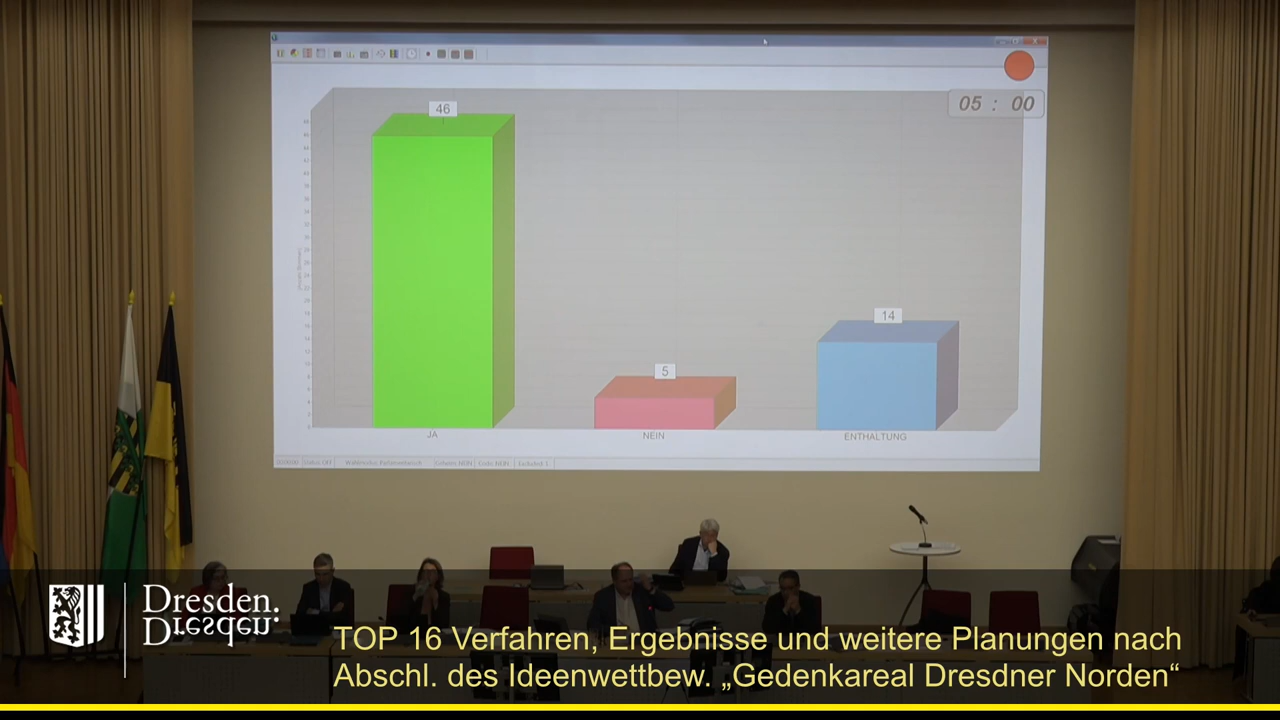 05 : 00
46
5
14
JA
NEIN
ENTHALTUNG
Dresden.
Dresden.
TOP 16 Verfahren, Ergebnisse und weitere Planungen nach
Abschl. des Ideenwettbew. „Gedenkareal Dresdner Norden“